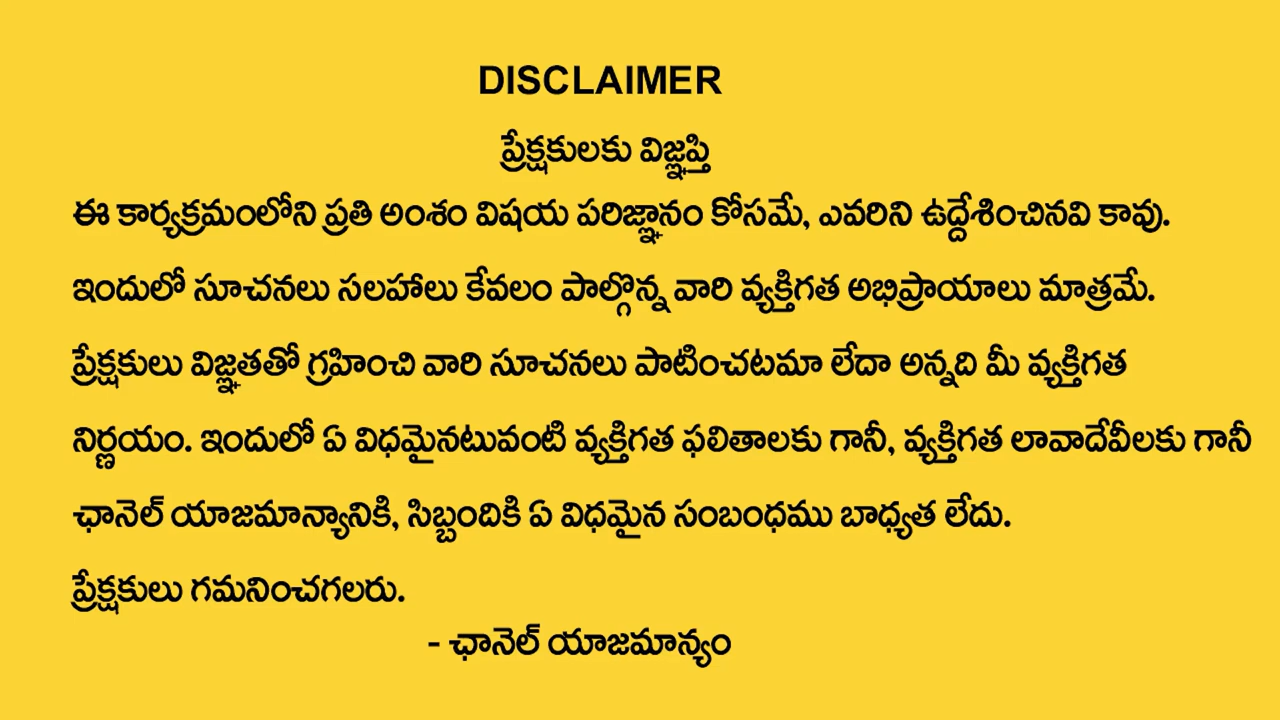 DISCLAIMER
ప్రేక్షకులకు విజ్ఞప్తి
ఈ కార్యక్రమంలోని ప్రతి అంశం విషయ పరిజ్ఞానం కోసమే, ఎవరిని ఉద్దేశించినవి కావు.
ఇందులో సూచనలు సలహాలు కేవలం పాల్గొన్న వారి వ్యక్తిగత అభిప్రాయాలు మాత్రమే.
ప్రేక్షకులు విజ్ఞతతో గ్రహించి వారి సూచనలు పాటించటమా లేదా అన్నది మీ వ్యక్తిగత
నిర్ణయం. ఇందులో ఏ విధమైనటువంటి వ్యక్తిగత ఫలితాలకు గానీ, వ్యక్తిగత లావాదేవీలకు గానీ
ఛానెల్ యాజమాన్యానికి, సిబ్బందికి ఏ విధమైన సంబంధము బాధ్యత లేదు.
ప్రేక్షకులు గమనించగలరు.
- ఛానెల్ యాజమాన్యం